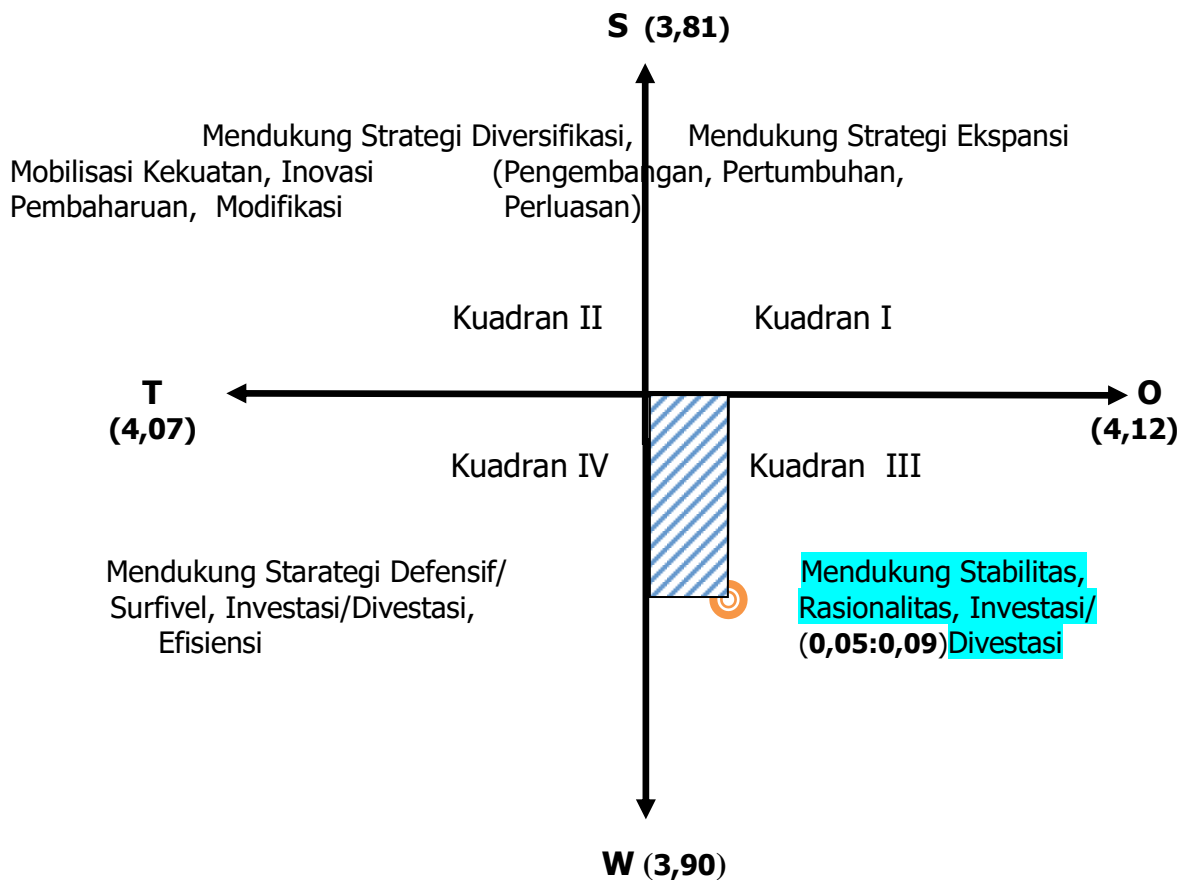 S (3,81)
Mendukung Strategi Diversifikasi,
Mobilisasi Kekuatan, Inovasi
Pembaharuan, Modifikasi
Mendukung Strategi Ekspansi
(Pengembangan, Pertumbuhan,
Perluasan)
Kuadran II
Kuadran I
T
(4,07)
O
(4,12)
Kuadran IV
Kuadran III
Mendukung Starategi Defensif/
Surfivel, Investasi/Divestasi,
Efisiensi
Mendukung Stabilitas,
Rasionalitas, Investasi/
(0,05:0,09)Divestasi
W (3,90)